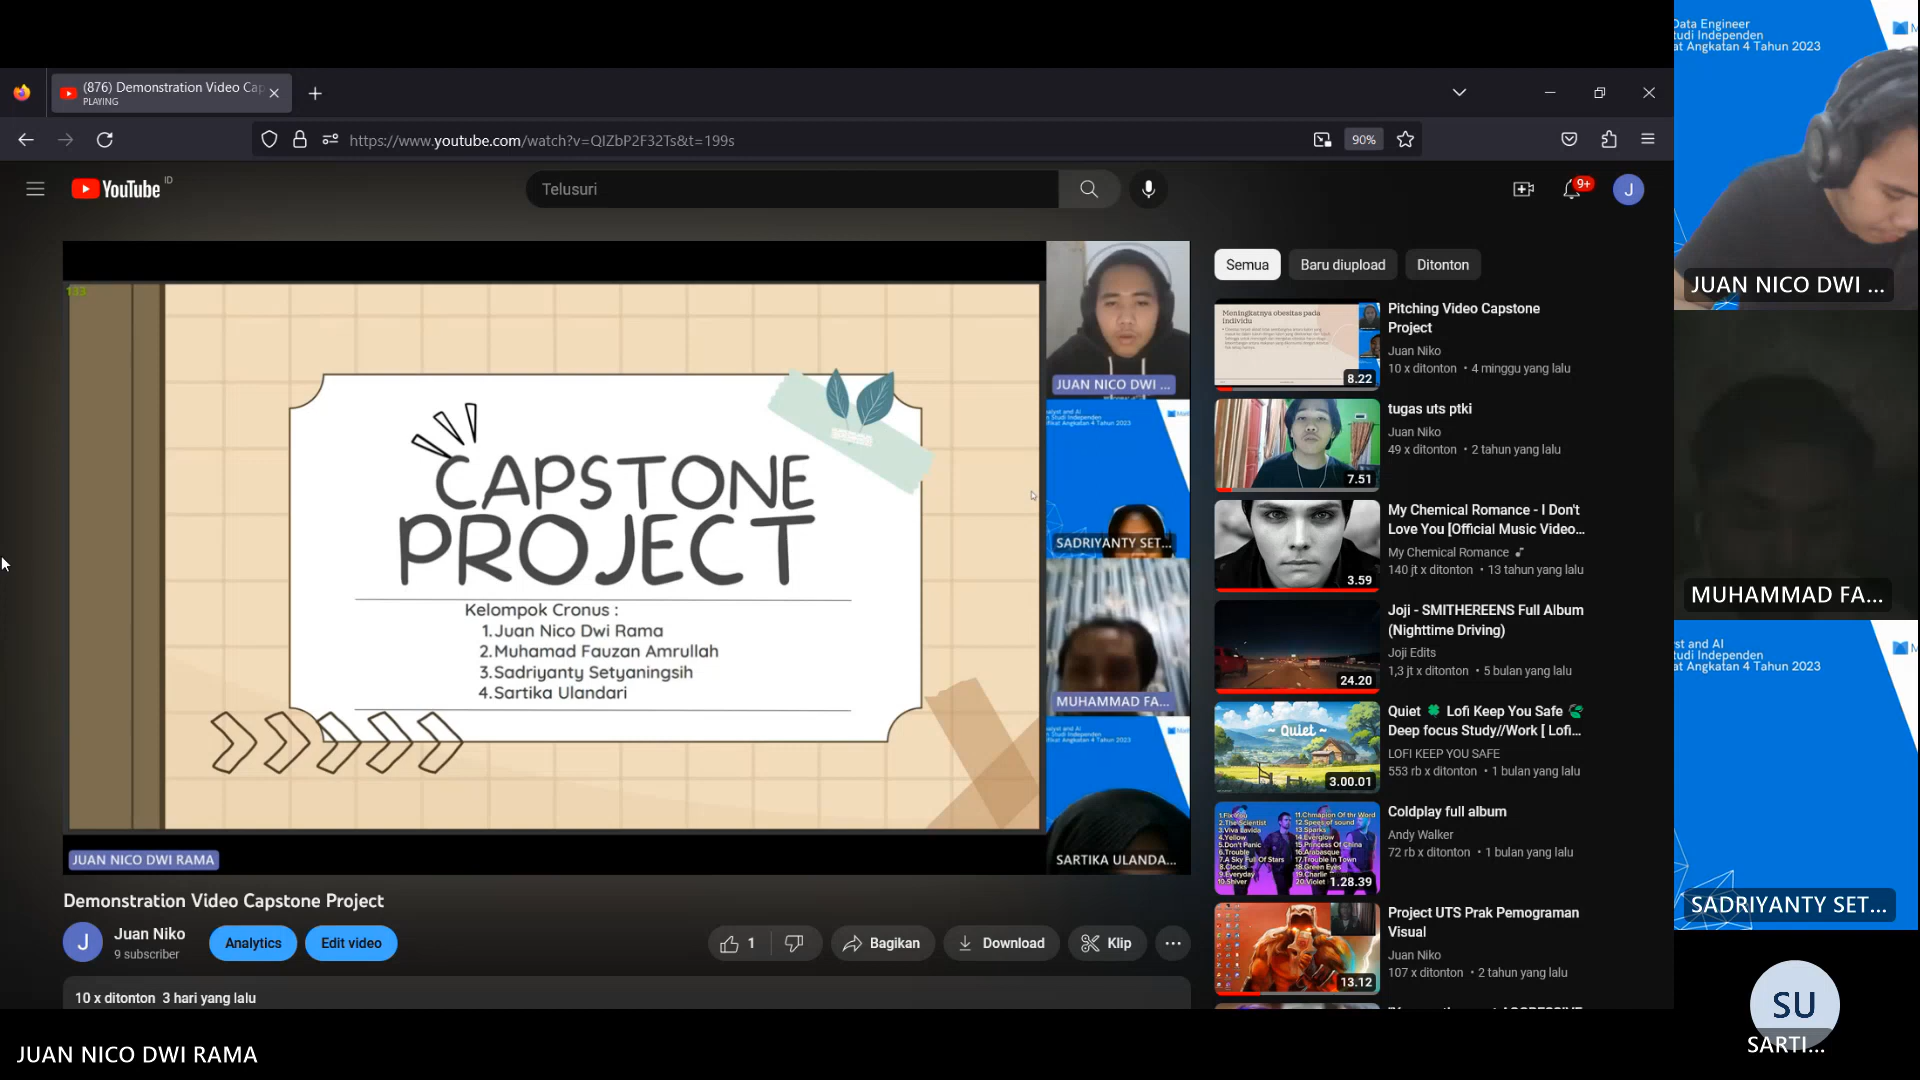 (876) Demonstration Video Cap
PLAYING
https://www.youtube.com/watch?v=QIZbP2F32Ts&t=199s
90%
YouTube ID
Telusuri
9+
J
143
CAPSTONE
PROJECT
Kelompok Cronus :
1.Juan Nico Dwi Rama
2.Muhamad Fauzan Amrullah
3.Sadriyanty Setyaningsih
4.Sartika Ulandari
JUAN NICO DWI RAMA
JUAN NICO DWI ...
SADRIYANTY SET...
MUHAMMAD FA...
SARTIKA ULANDA...
Demonstration Video Capstone Project
J
Juan Niko
9 subscriber
Analytics
Edit video
1
Bagikan
Download
Klip
10 x ditonton 3 hari yang lalu
Semua
Baru diupload
Ditonton
Meningkatnya obesitas pada
individu
8.22
Pitching Video Capstone
Project
Juan Niko
10 x ditonton • 4 minggu yang lalu
7.51
tugas uts ptki
Juan Niko
49 x ditonton • 2 tahun yang lalu
3.59
My Chemical Romance - I Don't
Love You [Official Music Video...
My Chemical Romance
140 jt x ditonton • 13 tahun yang lalu
24.20
Joji - SMITHEREENS Full Album
(Nighttime Driving)
Joji Edits
1,3 jt x ditonton • 5 bulan yang lalu
~ Quiet ~
3.00.01
Quiet 🍀 Lofi Keep You Safe
Deep focus Study//Work [ Lofi...
LOFI KEEP YOU SAFE
553 rb x ditonton • 1 bulan yang lalu
1.28.39
Coldplay full album
Andy Walker
72 rb x ditonton • 1 bulan yang lalu
13.12
Project UTS Prak Pemograman
Visual
Juan Niko
107 x ditonton • 2 tahun yang lalu
Data Engineer
tudi Independen
at Angkatan 4 Tahun 2023
JUAN NICO DWI ...
MUHAMMAD FA...
st and AI
tudi Independen
at Angkatan 4 Tahun 2023
SADRIYANTY SET...
SU
SARTI...
JUAN NICO DWI RAMA